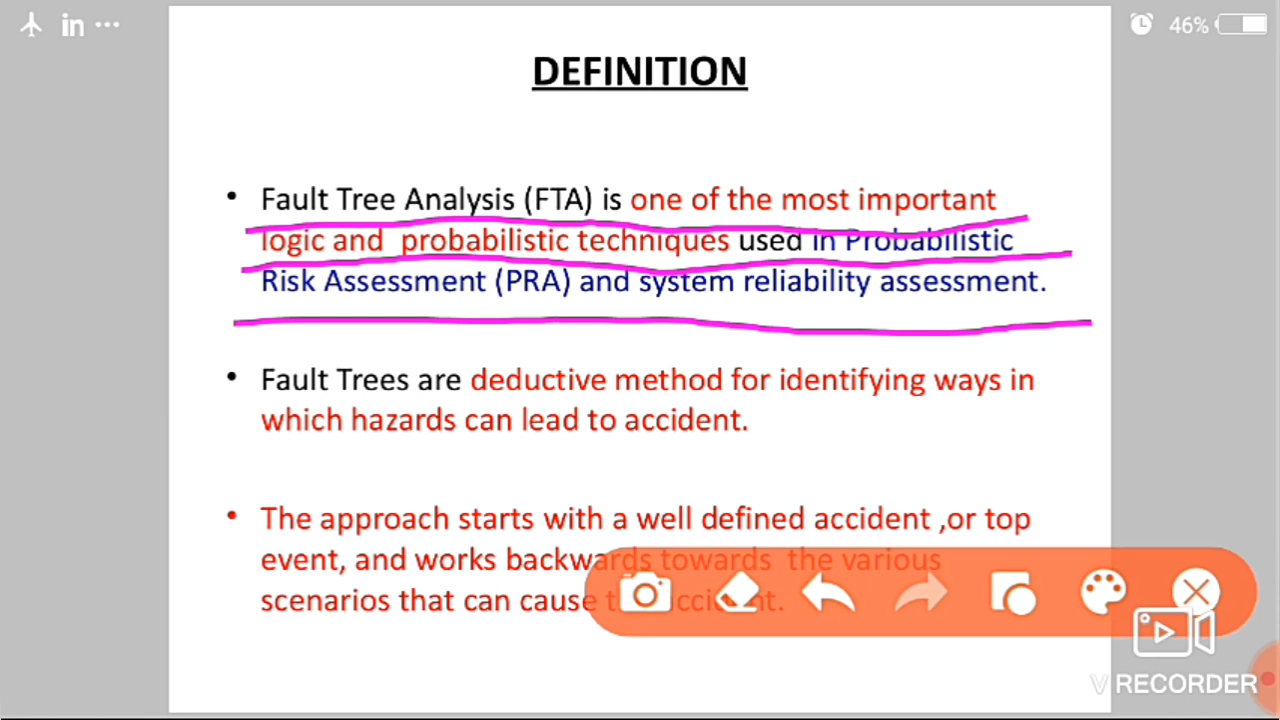 in ...
46%
DEFINITION
• Fault Tree Analysis (FTA) is one of the most important
logic and probabilistic techniques used in Probabilistic
Risk Assessment (PRA) and system reliability assessment.
• Fault Trees are deductive method for identifying ways in
which hazards can lead to accident.
• The approach starts with a well defined accident ,or top
event, and works backwards towards the various
scenarios that can cause the accident.
V RECORDER